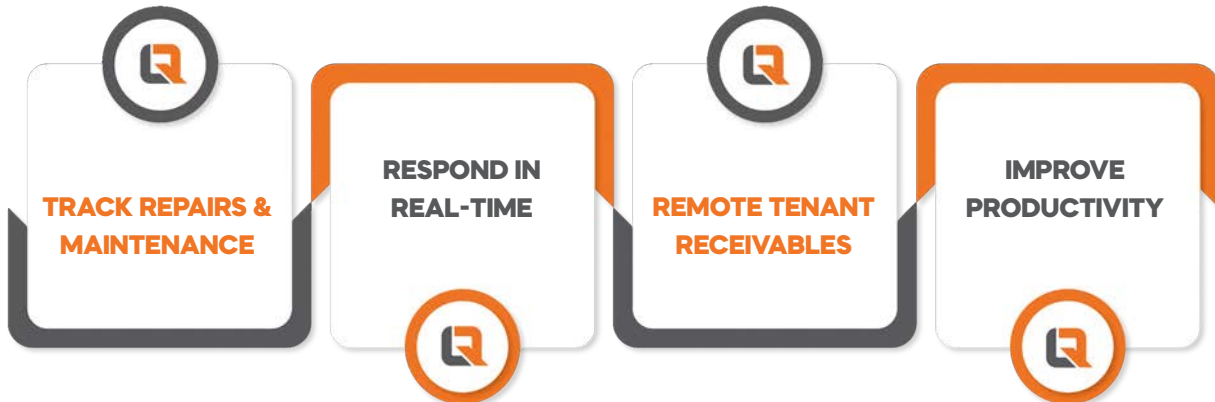 TRACK REPAIRS &
MAINTENANCE
RESPOND IN
REAL-TIME
REMOTE TENANT
RECEIVABLES
IMPROVE
PRODUCTIVITY